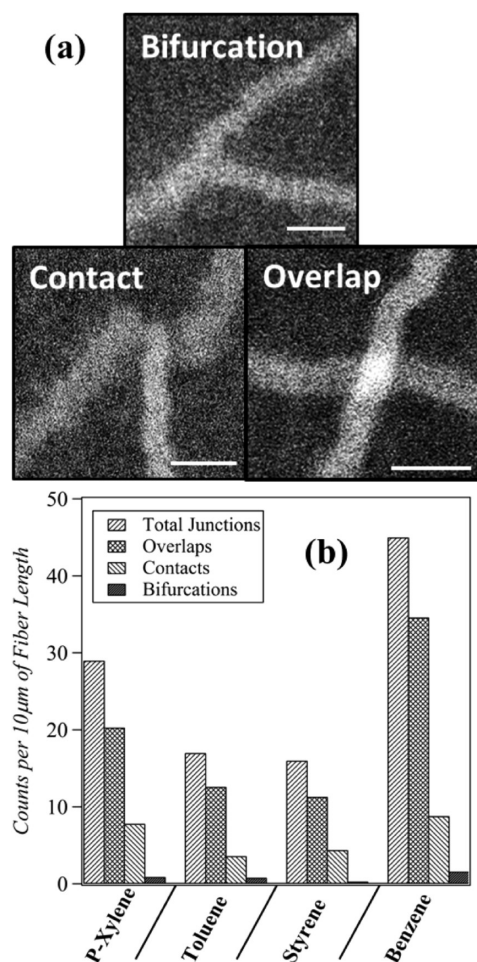 (a)
Bifurcation
Contact
Overlap
(b)
Total Junctions
Overlaps
Contacts
Bifurcations
50
40
30
20
10
0
Counts per 10μm of Fiber Length
P-Xylene
Toluene
Styrene
Benzene